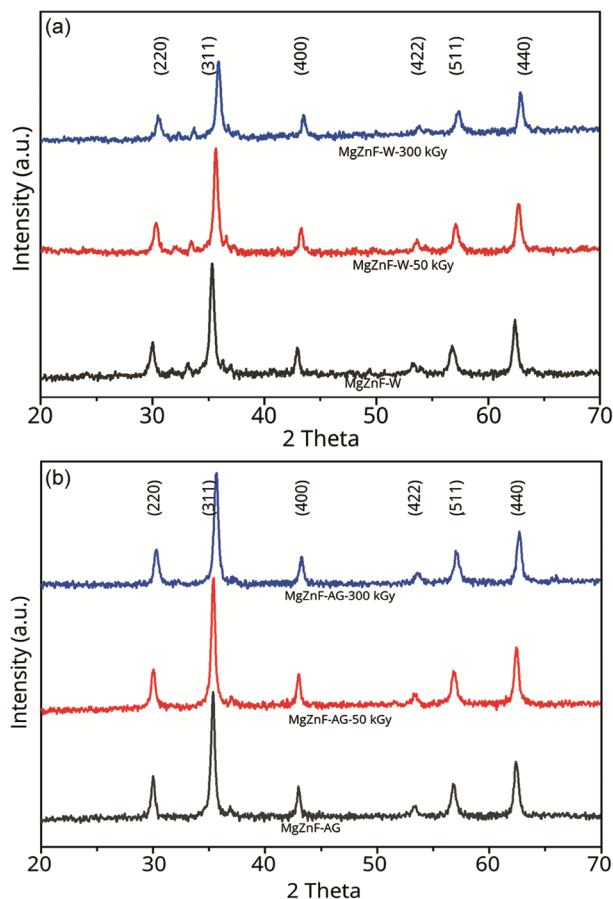 (a)
(220)
(311)
(400)
(422)
(511)
(440)
Intensity (a.u.)
MgZnF-W-300 kGy
MgZnF-W-50 kGy
MgZnF-W
20 30 40 50 60 70
2 Theta
(b)
(220)
(311)
(400)
(422)
(511)
(440)
Intensity (a.u.)
MgZnF-AG-300 kGy
MgZnF-AG-50 kGy
MgZnF-AG
20 30 40 50 60 70
2 Theta